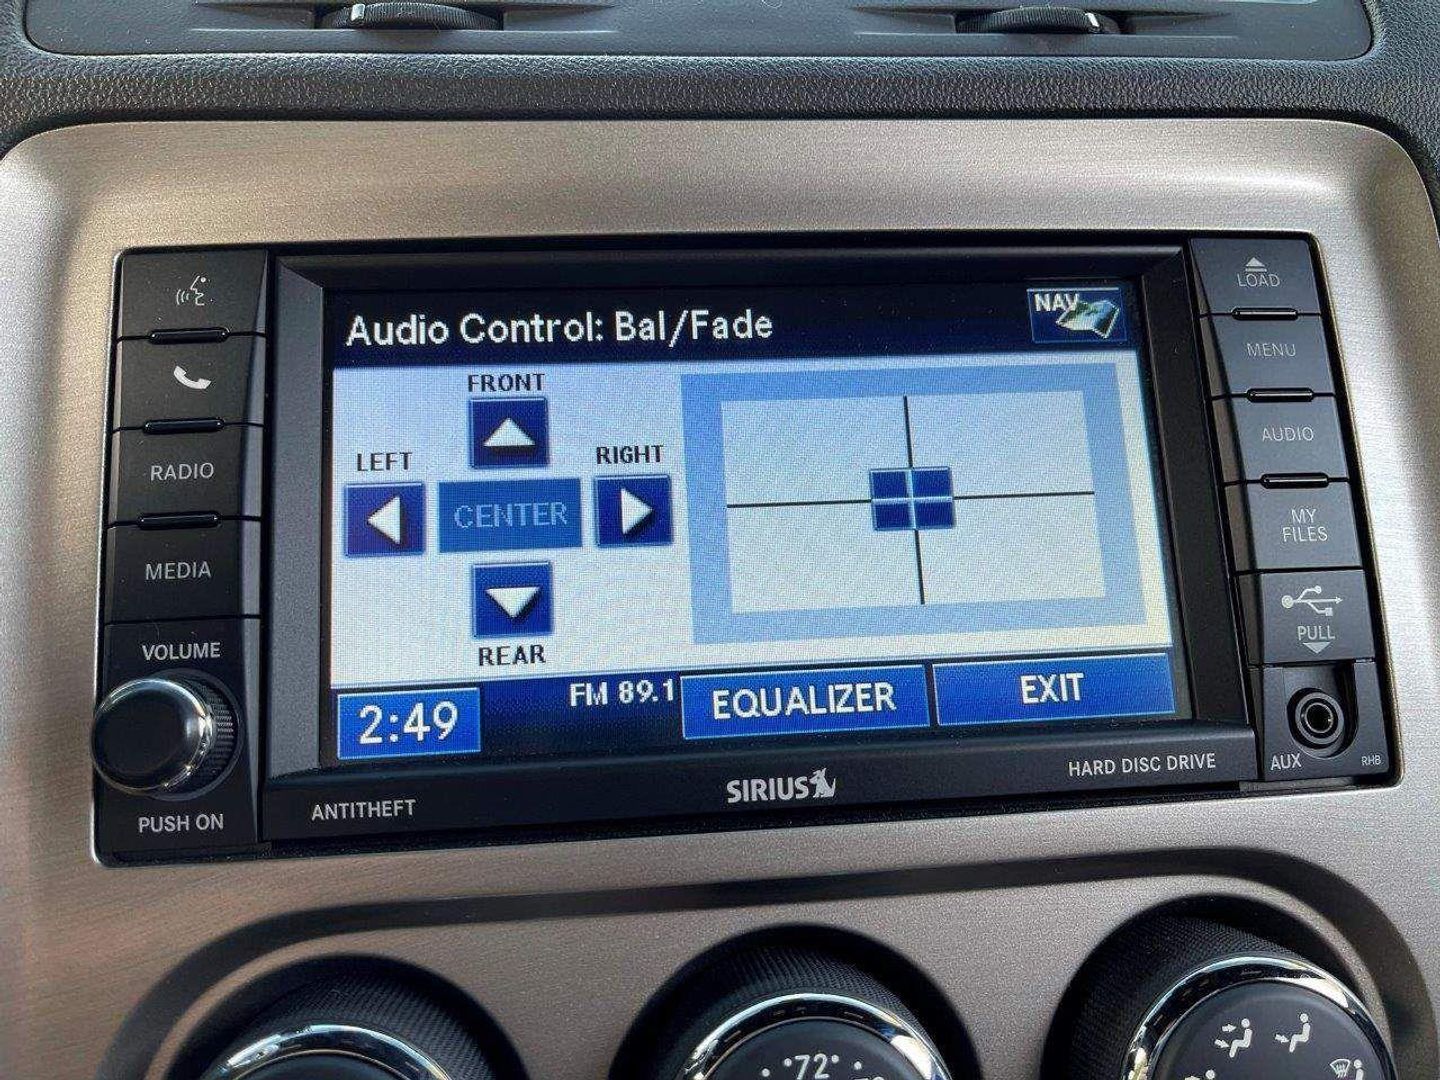 Audio Control: Bal/Fade
NAV
FRONT
LEFT
RIGHT
CENTER
REAR
2:49
FM 89.1
EQUALIZER
EXIT
RADIO
MEDIA
VOLUME
PUSH ON
ANTITHEFT
SIRIUS
HARD DISC DRIVE
LOAD
MENU
AUDIO
MY
FILES
PULL
AUX
RHB
72